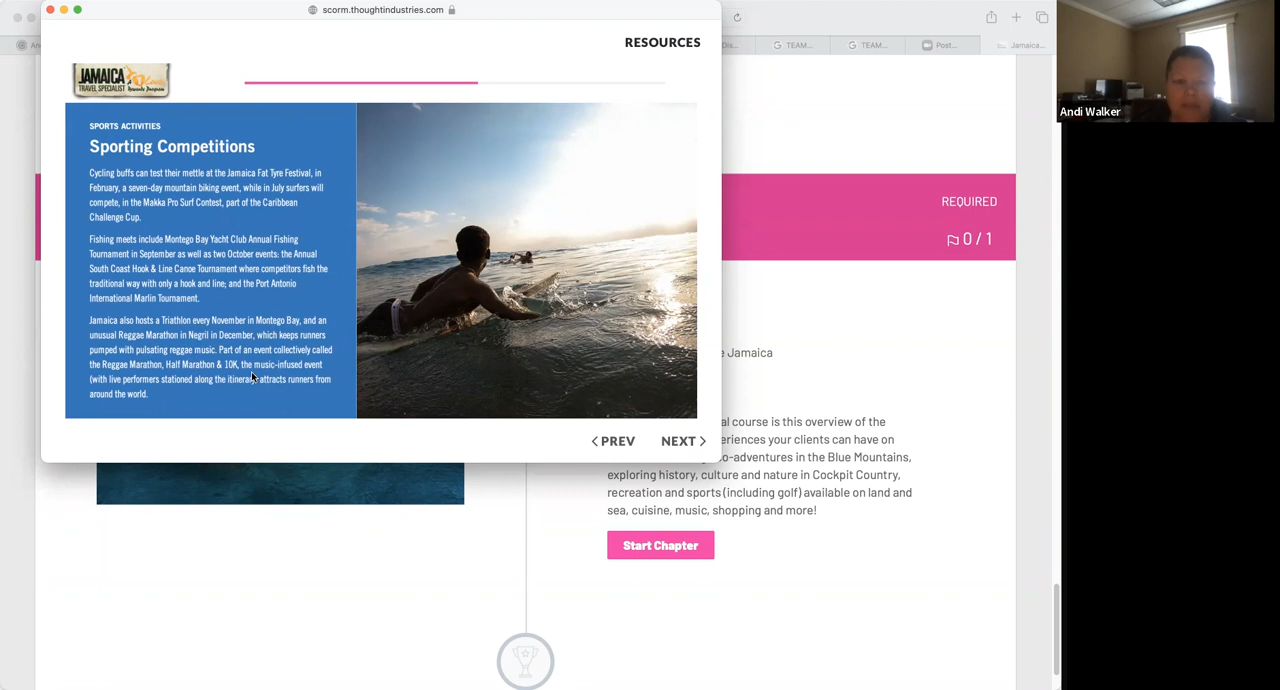 scorm.thoughtindustries.com
RESOURCES
TEAM...
TEAM...
Post...
Jamaica...
Andi Walker
JAMAICA
TRAVEL SPECIALIST
Rewards Program
SPORTS ACTIVITIES
Sporting Competitions
Cycling buffs can test their mettle at the Jamaica Fat Tyre Festival, in
February, a seven-day mountain biking event, while in July surfers will
compete, in the Makka Pro Surf Contest, part of the Caribbean
Challenge Cup.
Fishing meets include Montego Bay Yacht Club Annual Fishing
Tournament in September as well as two October events: the Annual
South Coast Hook & Line Canoe Tournament where competitors fish the
traditional way with only a hook and line; and the Port Antonio
International Marlin Tournament.
Jamaica also hosts a Triathlon every November in Montego Bay, and an
unusual Reggae Marathon in Negril in December, which keeps runners
pumped with pulsating reggae music. Part of an event collectively called
the Reggae Marathon, Half Marathon & 10K, the music-infused event
(with live performers stationed along the attracts runners from
around the world.
PREV
NEXT
REQUIRED
0 / 1
e Jamaica
al course is this overview of the
eriences your clients can have on
o-adventures in the Blue Mountains,
exploring history, culture and nature in Cockpit Country,
recreation and sports (including golf) available on land and
sea, cuisine, music, shopping and more!
Start Chapter